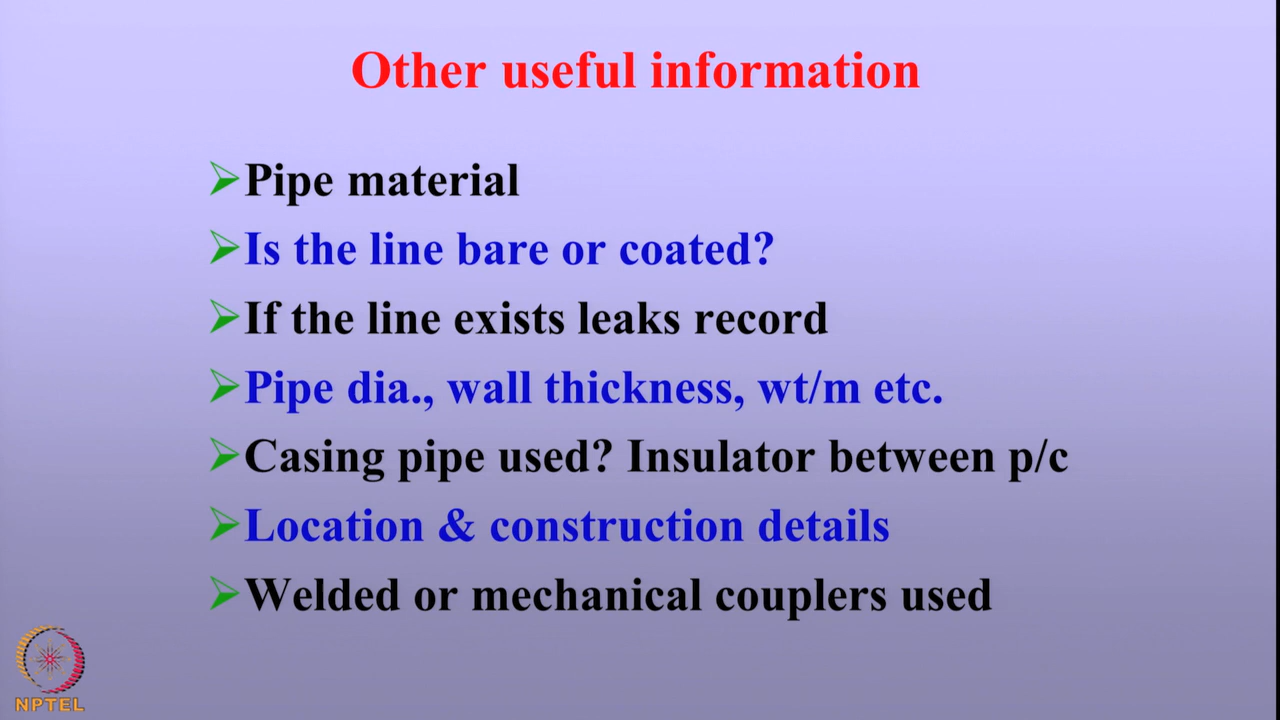 Other useful information
Pipe material
Is the line bare or coated?
If the line exists leaks record
Pipe dia., wall thickness, wt/m etc.
Casing pipe used? Insulator between p/c
Location & construction details
Welded or mechanical couplers used
NPTEL